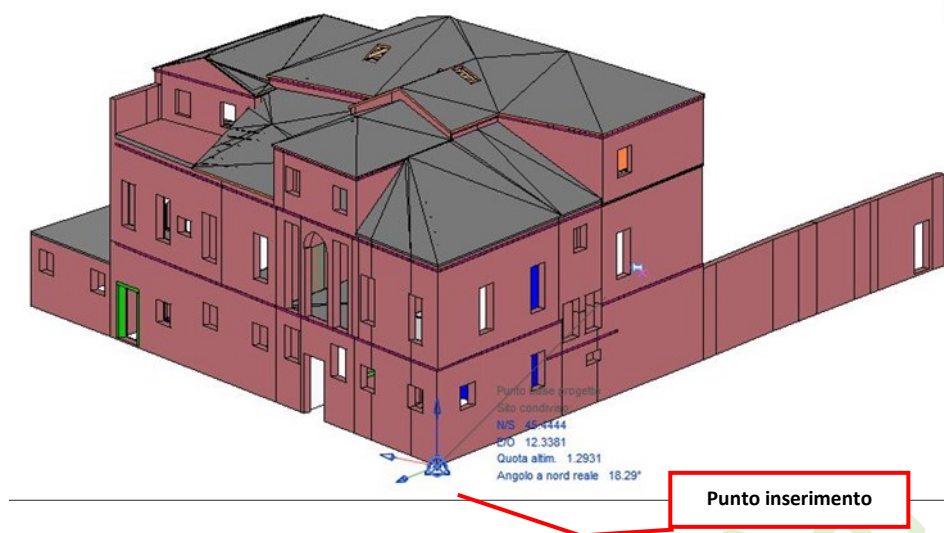 Punto base progetto
Sito condiviso:
N/S 45.4444
E/O 12.3381
Quota altim. 1.2931
Angolo a nord reale 18.29°
Punto inserimento